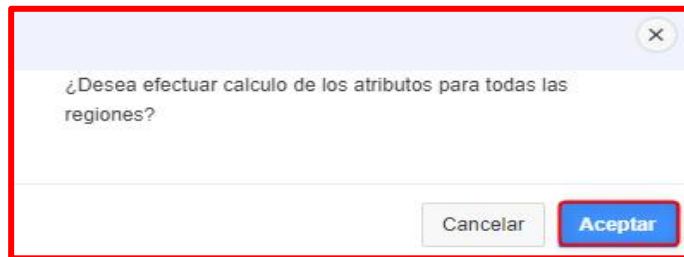 ¿Desea efectuar calculo de los atributos para todas las
regiones?
Cancelar
Aceptar